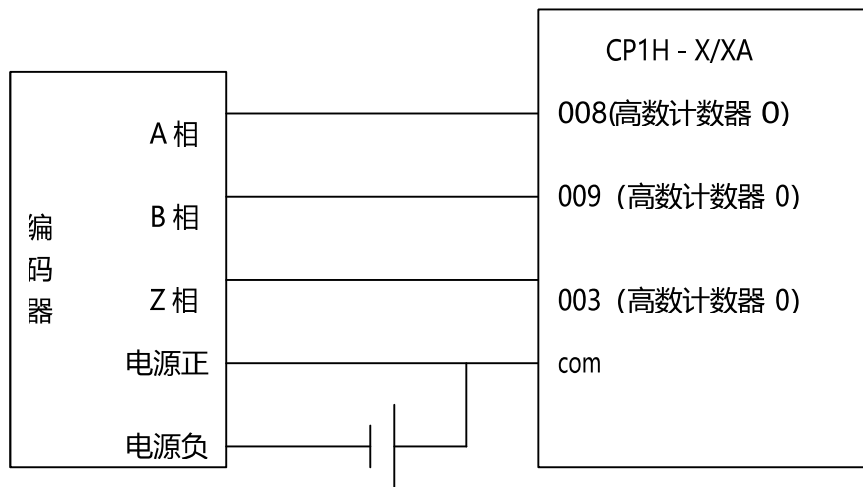 CP1H - X/XA
A 相
008(高数计数器 0)
B 相
009 (高数计数器 0)
编
码
器
Z 相
003 (高数计数器 0)
电源正
com
电源负